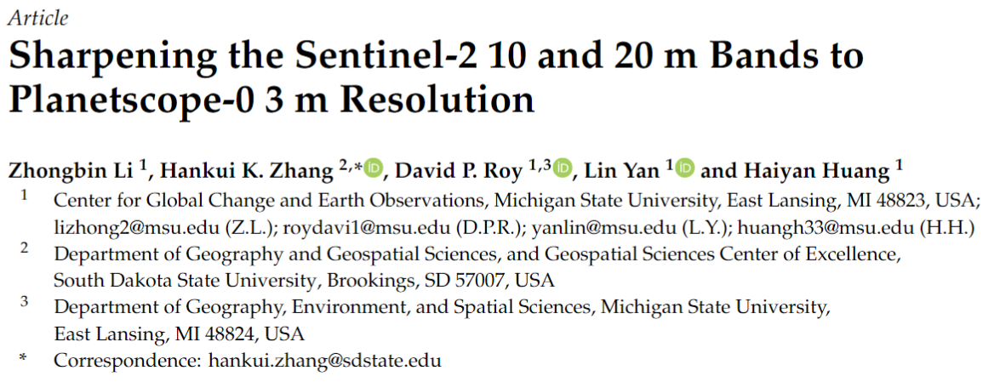 Article
Sharpening the Sentinel-2 10 and 20 m Bands to
Planetscope-0 3 m Resolution
Zhongbin Li 1, Hankui K. Zhang 2,* iD, David P. Roy 1,3 iD, Lin Yan 1 iD and Haiyan Huang 1
1 Center for Global Change and Earth Observations, Michigan State University, East Lansing, MI 48823, USA;
lizhong2@msu.edu (Z.L.); roydavi1@msu.edu (D.P.R.); yanlin@msu.edu (L.Y.); huangh33@msu.edu (H.H.)
2 Department of Geography and Geospatial Sciences, and Geospatial Sciences Center of Excellence,
South Dakota State University, Brookings, SD 57007, USA
3 Department of Geography, Environment, and Spatial Sciences, Michigan State University,
East Lansing, MI 48824, USA
* Correspondence: hankui.zhang@sdstate.edu